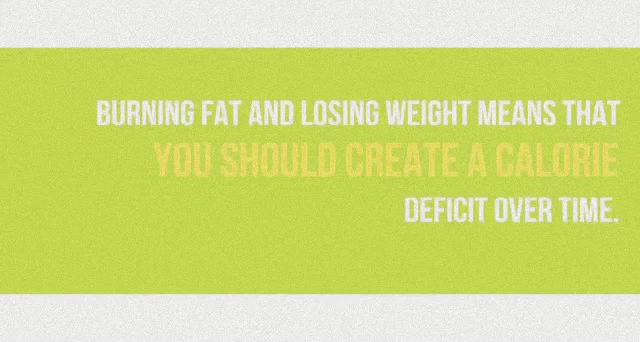 BURNING FAT AND LOSING WEIGHT MEANS THAT
YOU SHOULD CREATE A CALORIE
DEFICIT OVER TIME.